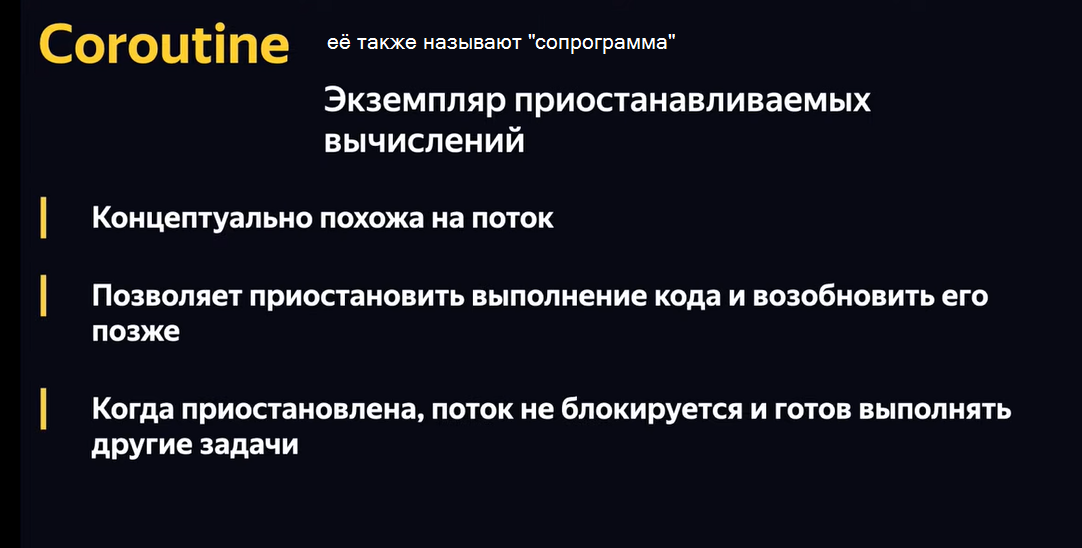 Coroutine
её также называют "сопрограмма"
Экземпляр приостанавливаемых
вычислений
Концептуально похожа на поток
Позволяет приостановить выполнение кода и возобновить его
позже
Когда приостановлена, поток не блокируется и готов выполнять
другие задачи